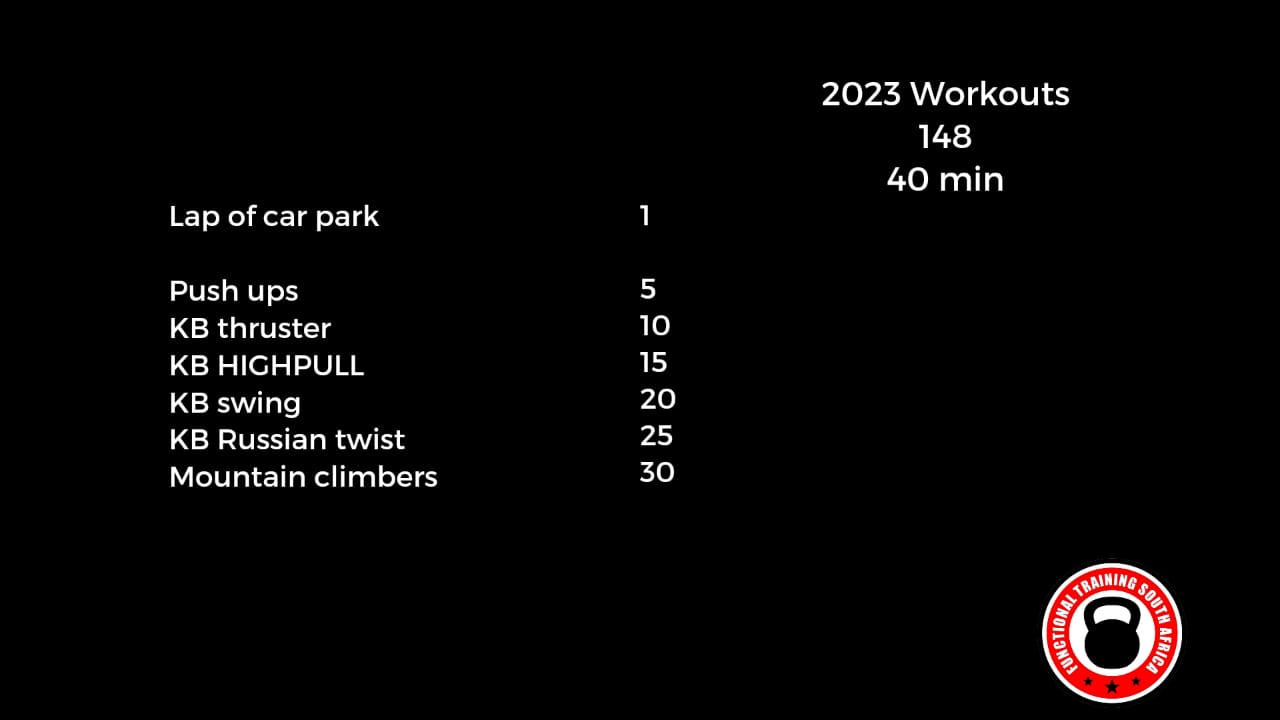 2023 Workouts
148
40 min
Lap of car park 1
Push ups 5
KB thruster 10
KB HIGHPULL 15
KB swing 20
KB Russian twist 25
Mountain climbers 30
FUNCTIONAL TRAINING SOUTH AFRICA